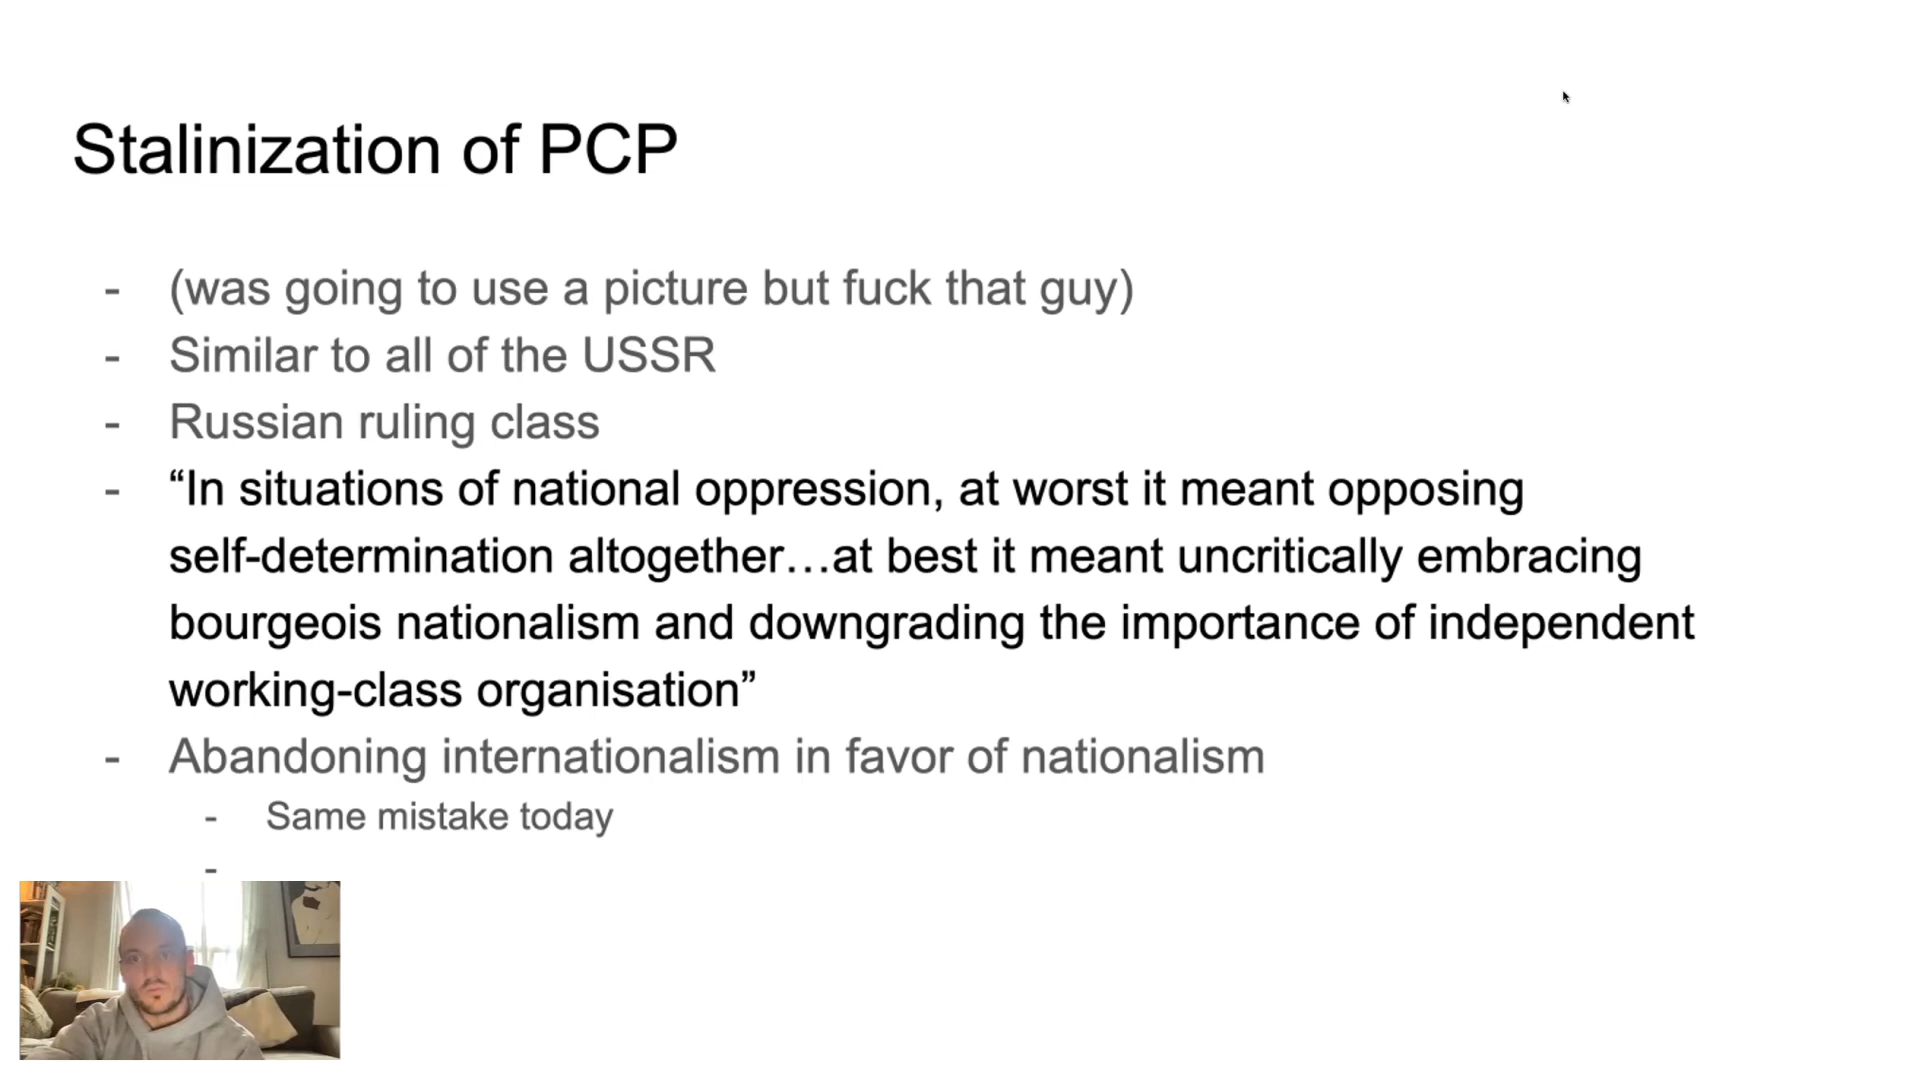 Stalinization of PCP
- (was going to use a picture but fuck that guy)
- Similar to all of the USSR
- Russian ruling class
- “In situations of national oppression, at worst it meant opposing
self-determination altogether…at best it meant uncritically embracing
bourgeois nationalism and downgrading the importance of independent
working-class organisation”
- Abandoning internationalism in favor of nationalism
- Same mistake today
-